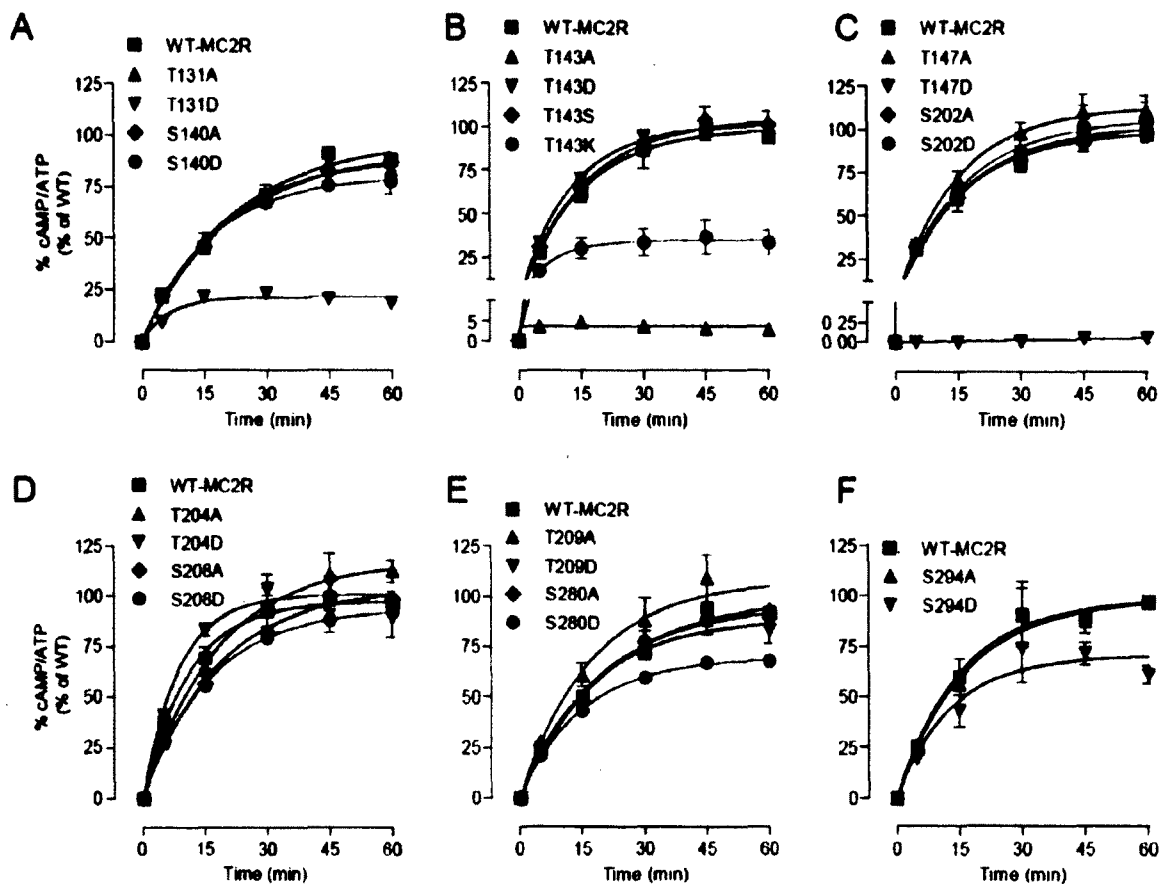 A
WT-MC2R
T131A
T131D
S140A
S140D
125
100
75
50
25
0
% cAMP/ATP
(% of WT)
0 15 30 45 60
Time (min)
B
WT-MC2R
T143A
T143D
T143S
T143K
125
100
75
50
25
5
0
0 15 30 45 60
Time (min)
C
WT-MC2R
T147A
T147D
S202A
S202D
125
100
75
50
25
0 25
0 00
0 15 30 45 60
Time (min)
D
WT-MC2R
T204A
T204D
S208A
S208D
125
100
75
50
25
0
% cAMP/ATP
(% of WT)
0 15 30 45 60
Time (min)
E
WT-MC2R
T209A
T209D
S280A
S280D
125
100
75
50
25
0
0 15 30 45 60
Time (min)
F
WT-MC2R
S294A
S294D
125
100
75
50
25
0
0 15 30 45 60
Time (min)